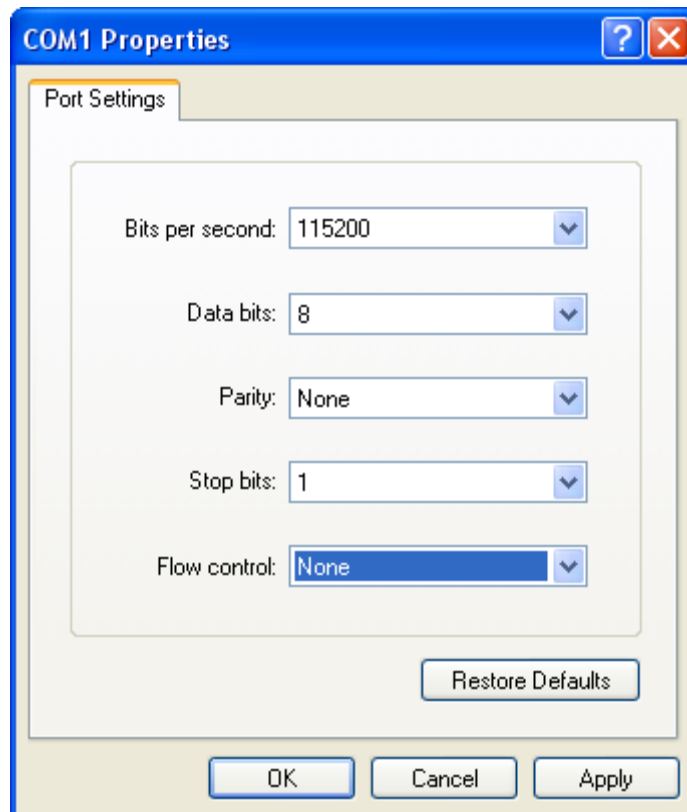 COM1 Properties
Port Settings
Bits per second: 115200
Data bits: 8
Parity: None
Stop bits: 1
Flow control: None
Restore Defaults
OK Cancel Apply